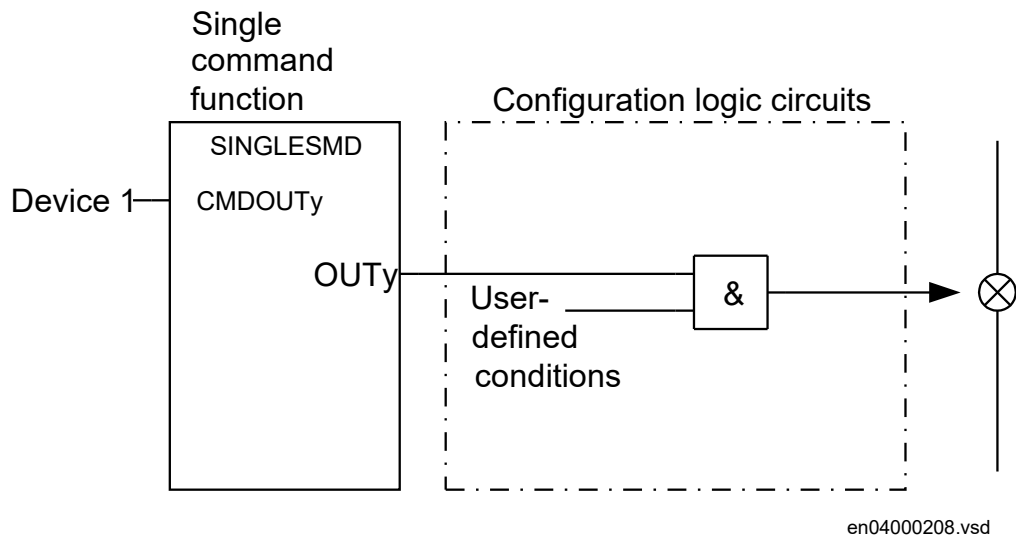 Single
command
function
Configuration logic circuits
SINGLESMD
Device 1
CMDOUTy
OUTy
User-
defined
conditions
&
en04000208.vsd